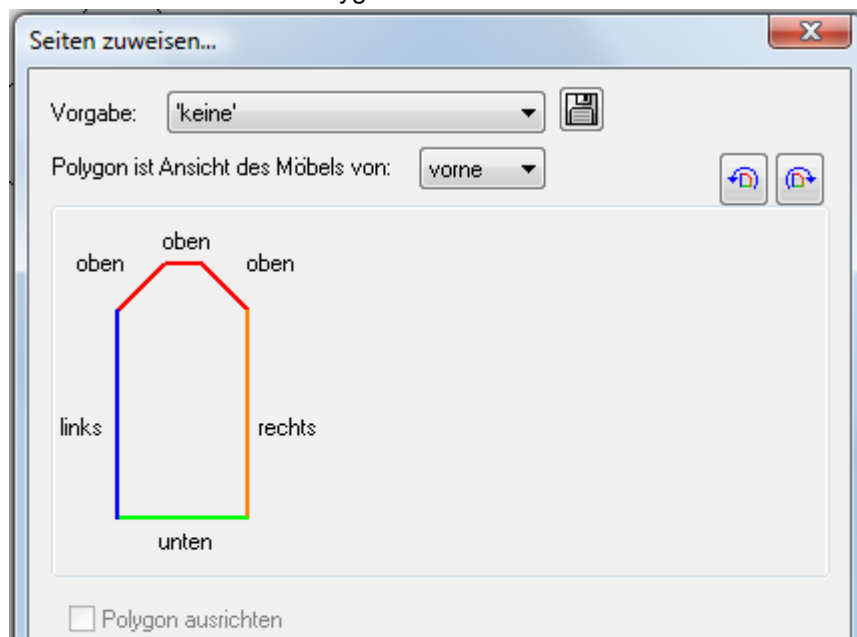 Seiten zuweisen...
Vorgabe: 'keine'
Polygon ist Ansicht des Möbels von: vorne
oben
oben oben
links rechts
unten
Polygon ausrichten